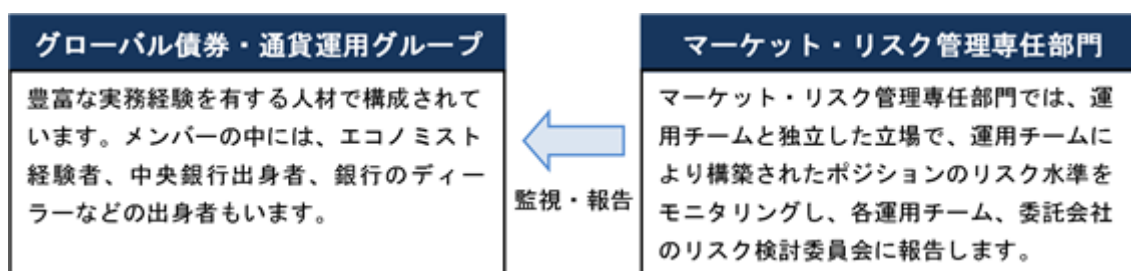 グローバル債券・通貨運用グループ
豊富な実務経験を有する人材で構成されて
います。メンバーの中には、エコノミスト
経験者、中央銀行出身者、銀行のディー
ラーなどの出身者もいます。
監視・報告
マーケット・リスク管理専任部門
マーケット・リスク管理専任部門では、運
用チームと独立した立場で、運用チームに
より構築されたポジションのリスク水準を
モニタリングし、各運用チーム、委託会社
のリスク検討委員会に報告します。